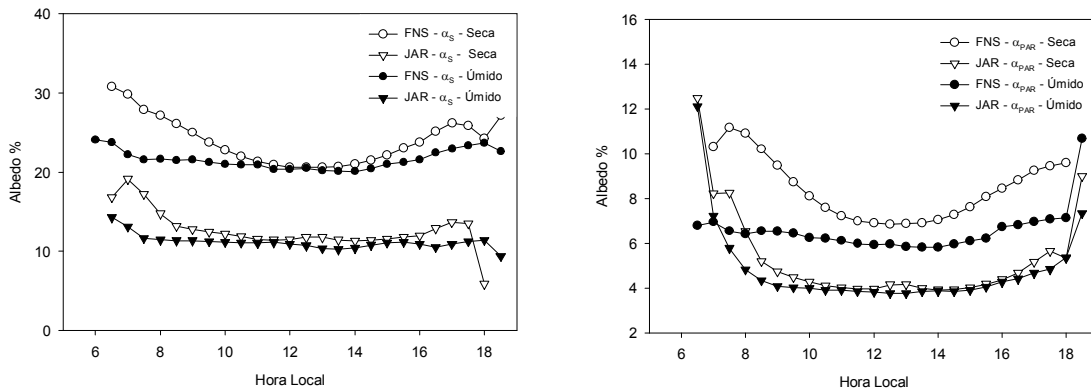 40
30
20
10
0
Albedo %
FNS - αS - Seca
JAR - αS - Seca
FNS - αS - Úmido
JAR - αS - Úmido
6 8 10 12 14 16 18
Hora Local
16
14
12
10
8
6
4
2
Albedo %
FNS - αPAR - Seca
JAR - αPAR - Seca
FNS - αPAR - Úmido
JAR - αPAR - Úmido
6 8 10 12 14 16 18
Hora Local